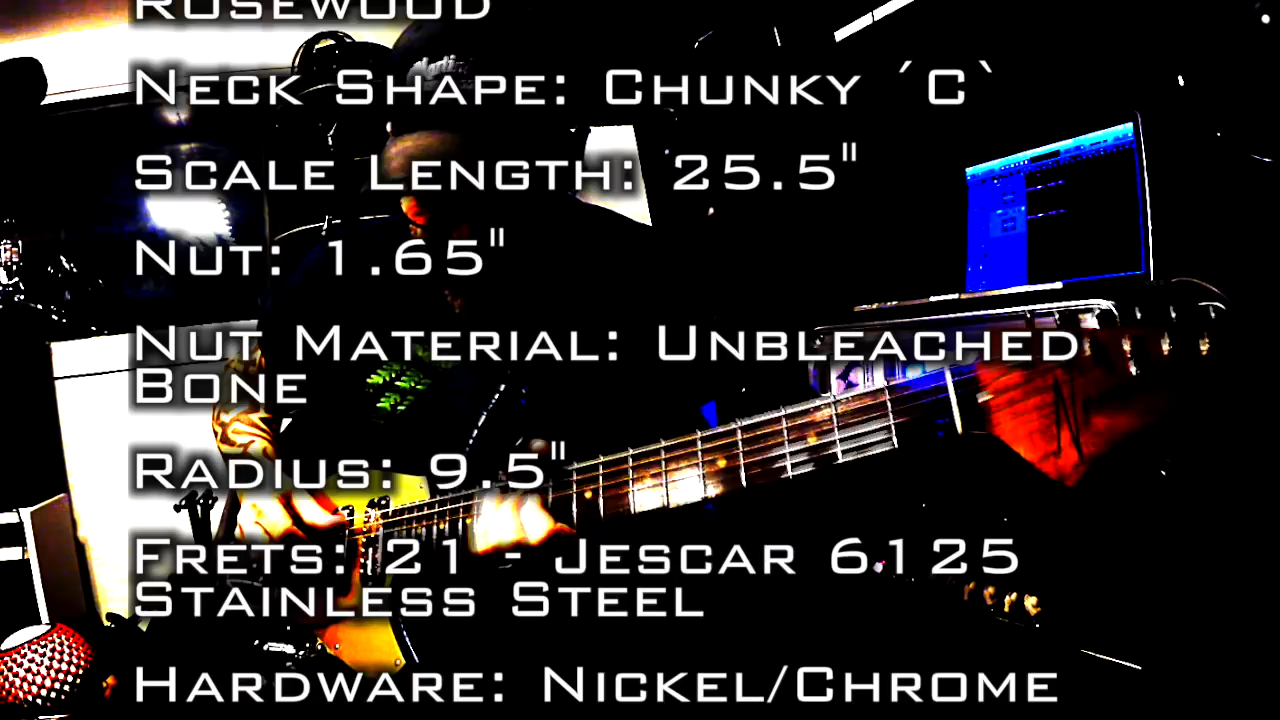 Rosewood
Neck Shape: Chunky ´C`
Scale Length: 25.5"
Nut: 1.65"
Nut Material: Unbleached
Bone
Radius: 9.5"
Frets: 21 - Jescar 6125
Stainless Steel
Hardware: Nickel/Chrome